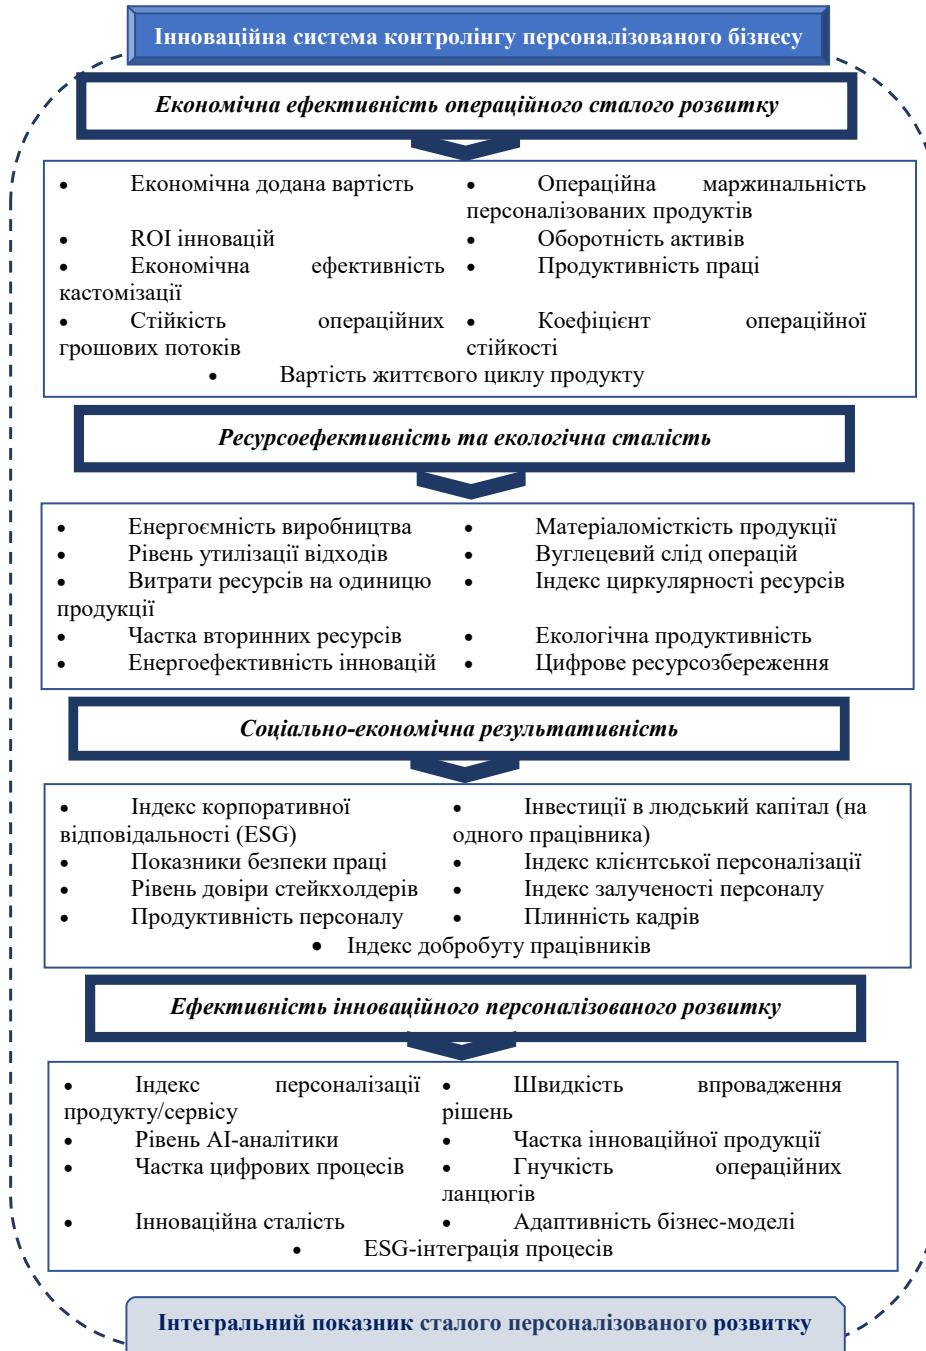 Інноваційна система контролінгу персоналізованого бізнесу
Економічна ефективність операційного сталого розвитку
• Економічна додана вартість
• ROI інновацій
• Економічна ефективність
кастомізації
• Стійкість операційних
грошових потоків
• Операційна маржинальність
персоналізованих продуктів
• Оборотність активів
• Продуктивність праці
• Коефіцієнт операційної
стійкості
• Вартість життєвого циклу продукту
Ресурсоефективність та екологічна сталість
• Енергоємність виробництва
• Рівень утилізації відходів
• Витрати ресурсів на одиницю
продукції
• Частка вторинних ресурсів
• Енергоефективність інновацій
• Матеріаломісткість продукції
• Вуглецевий слід операцій
• Індекс циркулярності ресурсів
• Екологічна продуктивність
• Цифрове ресурсозбереження
Соціально-економічна результативність
• Індекс корпоративної
відповідальності (ESG)
• Показники безпеки праці
• Рівень довіри стейкхолдерів
• Продуктивність персоналу
• Інвестиції в людський капітал (на
одного працівника)
• Індекс клієнтської персоналізації
• Індекс залученості персоналу
• Плинність кадрів
• Індекс добробуту працівників
Ефективність інноваційного персоналізованого розвитку
• Індекс персоналізації
продукту/сервісу
• Рівень AI-аналітики
• Частка цифрових процесів
• Інноваційна сталість
• Швидкість впровадження
рішень
• Частка інноваційної продукції
• Гнучкість операційних
ланцюгів
• Адаптивність бізнес-моделі
• ESG-інтеграція процесів
Інтегральний показник сталого персоналізованого розвитку